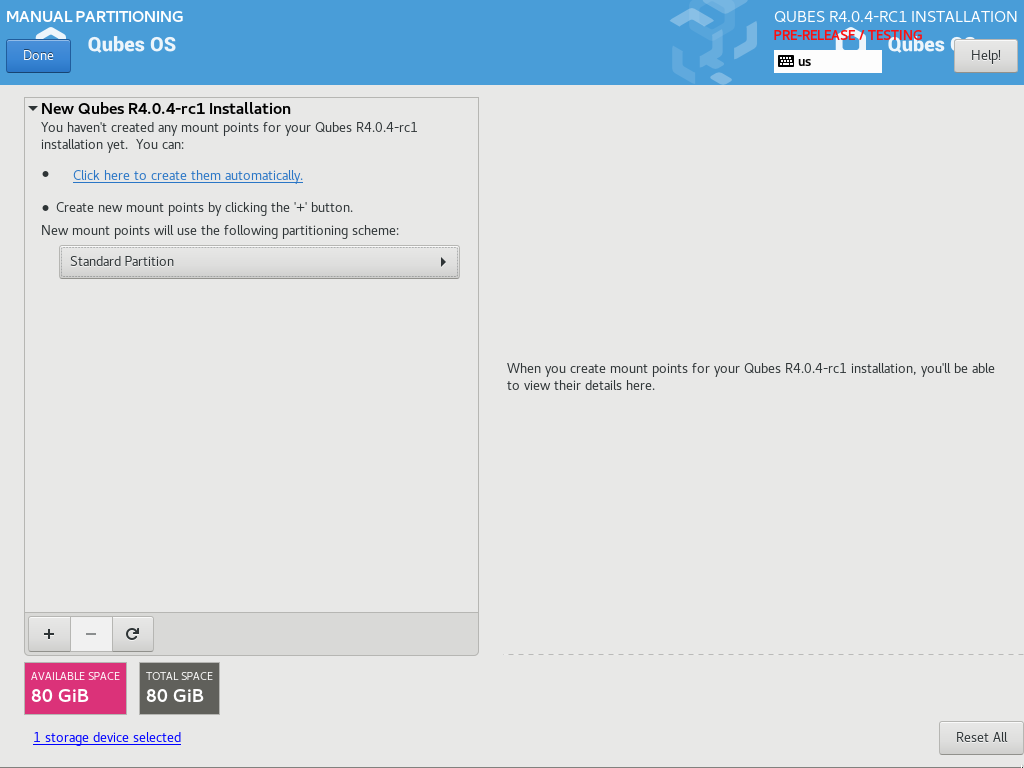 MANUAL PARTITIONING
QUBES R4.0.4-RC1 INSTALLATION
PRE-RELEASE / TESTING
Qubes OS
Qubes
Done
us
Help!
New Qubes R4.0.4-rc1 Installation
You haven't created any mount points for your Qubes R4.0.4-rc1
installation yet.  You can:
• Click here to create them automatically.
• Create new mount points by clicking the '+' button.
New mount points will use the following partitioning scheme:
Standard Partition
When you create mount points for your Qubes R4.0.4-rc1 installation, you'll be able
to view their details here.
+ −
AVAILABLE SPACE
80 GiB
TOTAL SPACE
80 GiB
1 storage device selected
Reset All